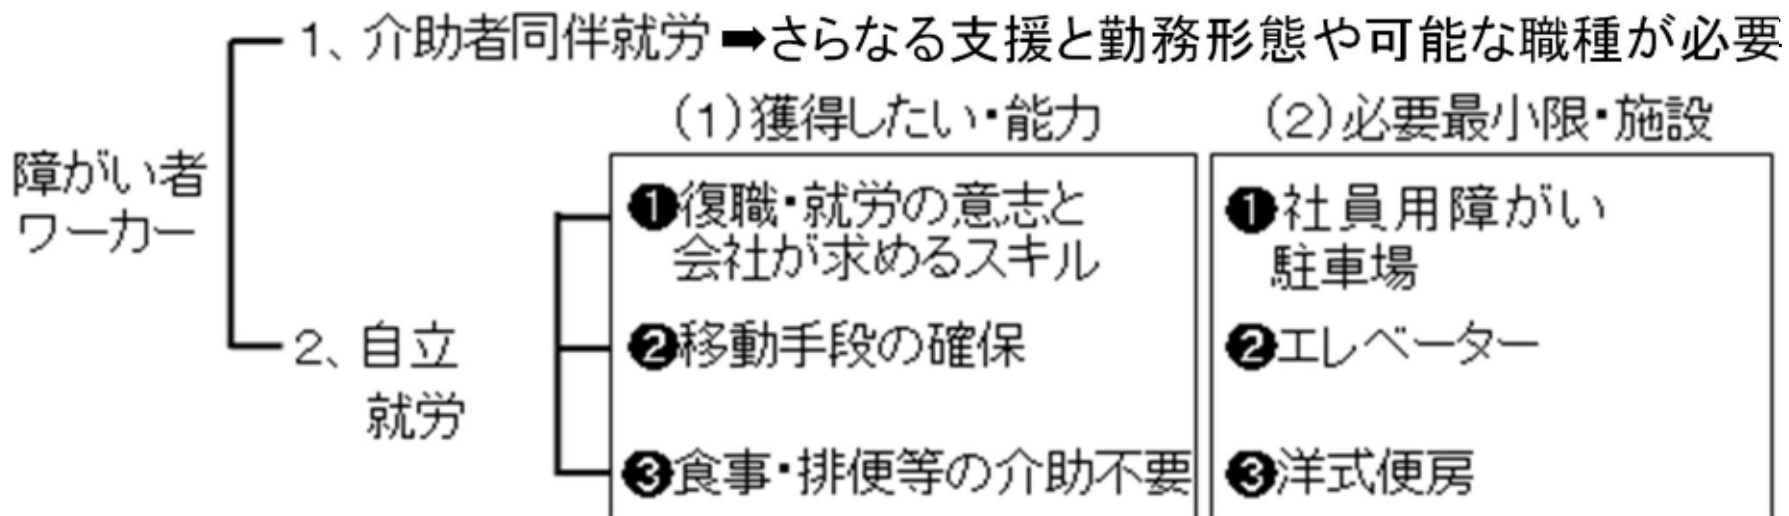 1、介助者同伴就労➡さらなる支援と勤務形態や可能な職種が必要
(1)獲得したい・能力
(2)必要最小限・施設
障がい者
ワーカー
❶復職・就労の意志と
会社が求めるスキル
❶社員用障がい
駐車場
2、自立
就労
❷移動手段の確保
❷エレベーター
❸食事・排便等の介助不要
❸洋式便房